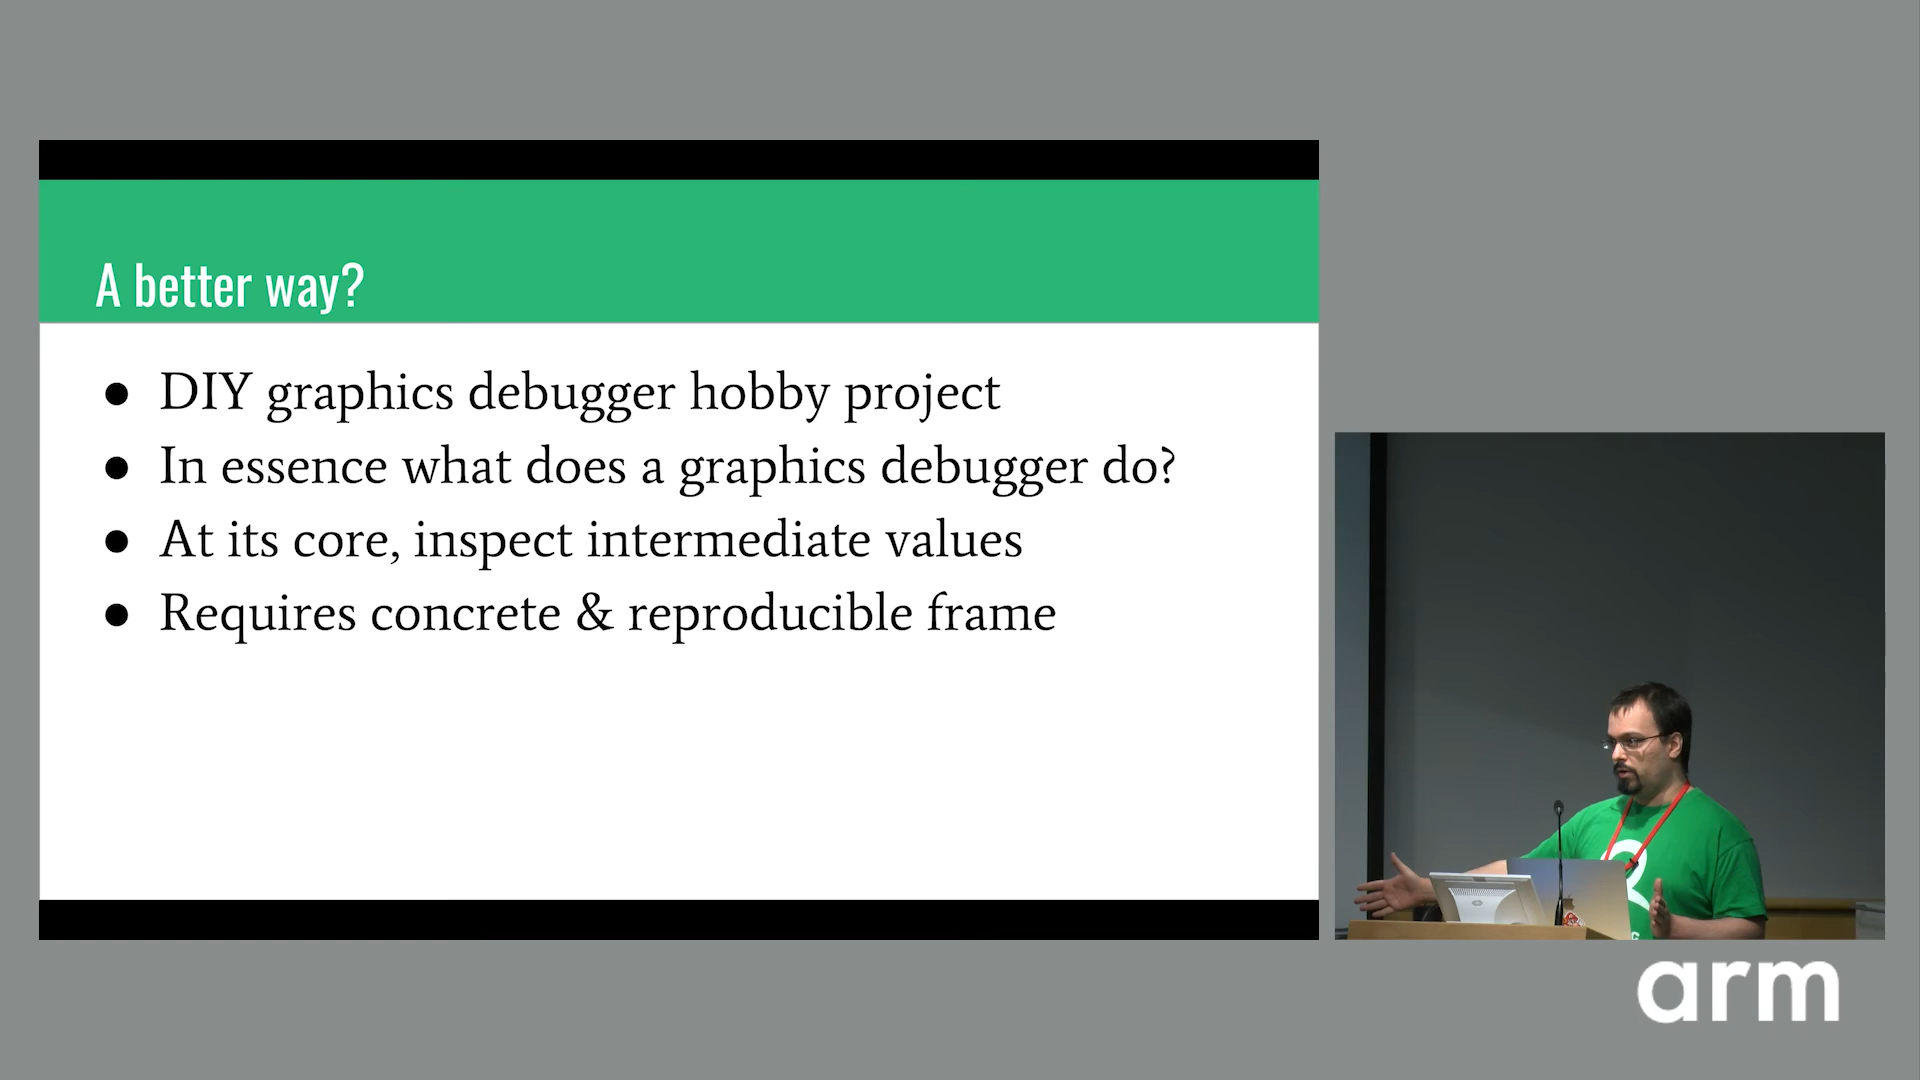 A better way?
DIY graphics debugger hobby project
In essence what does a graphics debugger do?
At its core, inspect intermediate values
Requires concrete & reproducible frame
arm